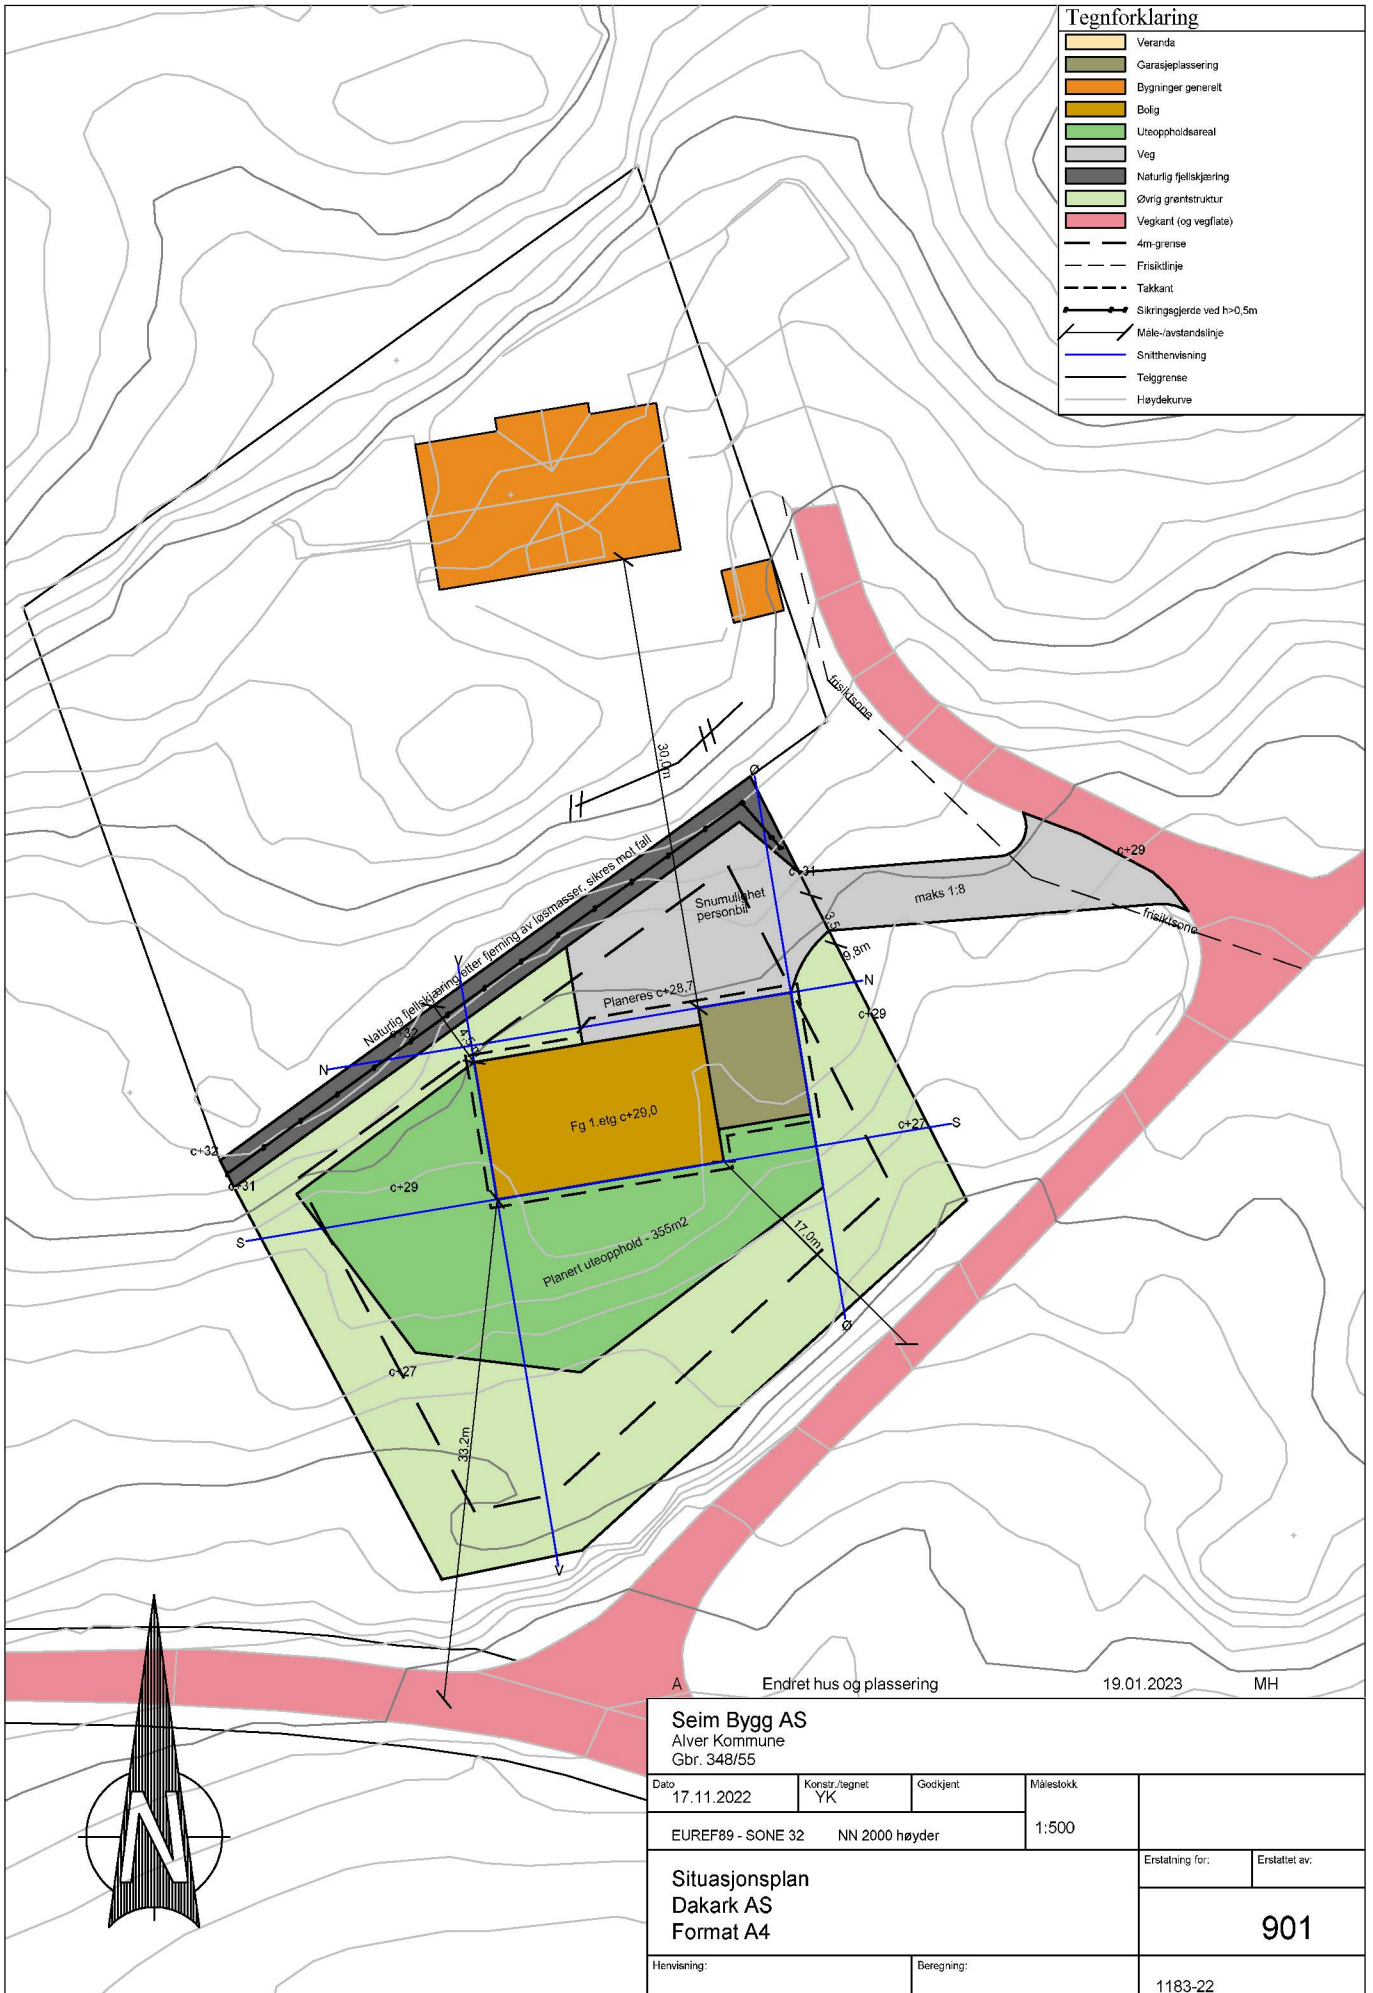 Tegnforklaring
Veranda
Garasjeplassering
Bygninger generelt
Bolig
Uteoppholdsareal
Veg
Naturlig fjellskjæring
Øvrig grøntstruktur
Vegkant (og vegflate)
4m-grense
Frisiktlinje
Takkant
Sikringsgjerde ved h>0,5m
Måle-/avstandslinje
Snitthenvisning
Teiggrense
Høydekurve
frisiktsone
30,0m
Ø
Naturlig fjellskjæring etter fjerning av løsmasser, sikres mot fall
c+31
c+29
Snumulighet
personbil
maks 1:8
3,5
frisiktsone
9,8m
V
N
Planeres c+28,7
c+29
c+32
4,5m
N
Fg 1.etg c+29,0
c+27
S
c+32
c+31
c+29
S
Planert uteopphold - 355m2
17,0m
Ø
c+27
33,2m
V
N
A Endret hus og plassering 19.01.2023 MH
Seim Bygg AS
Alver Kommune
Gbr. 348/55
Dato Konstr./tegnet Godkjent Målestokk
17.11.2022 YK
1:500
EUREF89 - SONE 32 NN 2000 høyder
Erstatning for: Erstattet av:
Situasjonsplan
Dakark AS
Format A4
901
Henvisning: Beregning:
1183-22